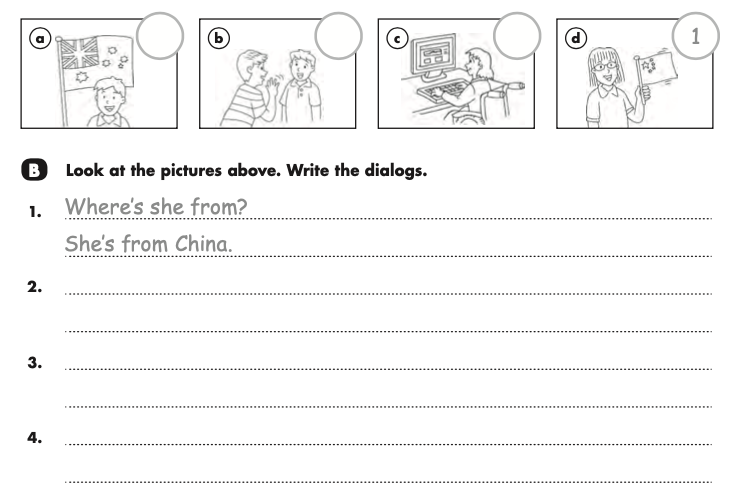 a
b
c
d
1
B Look at the pictures above. Write the dialogs.
1. Where's she from?
She's from China.
2.
3.
4.